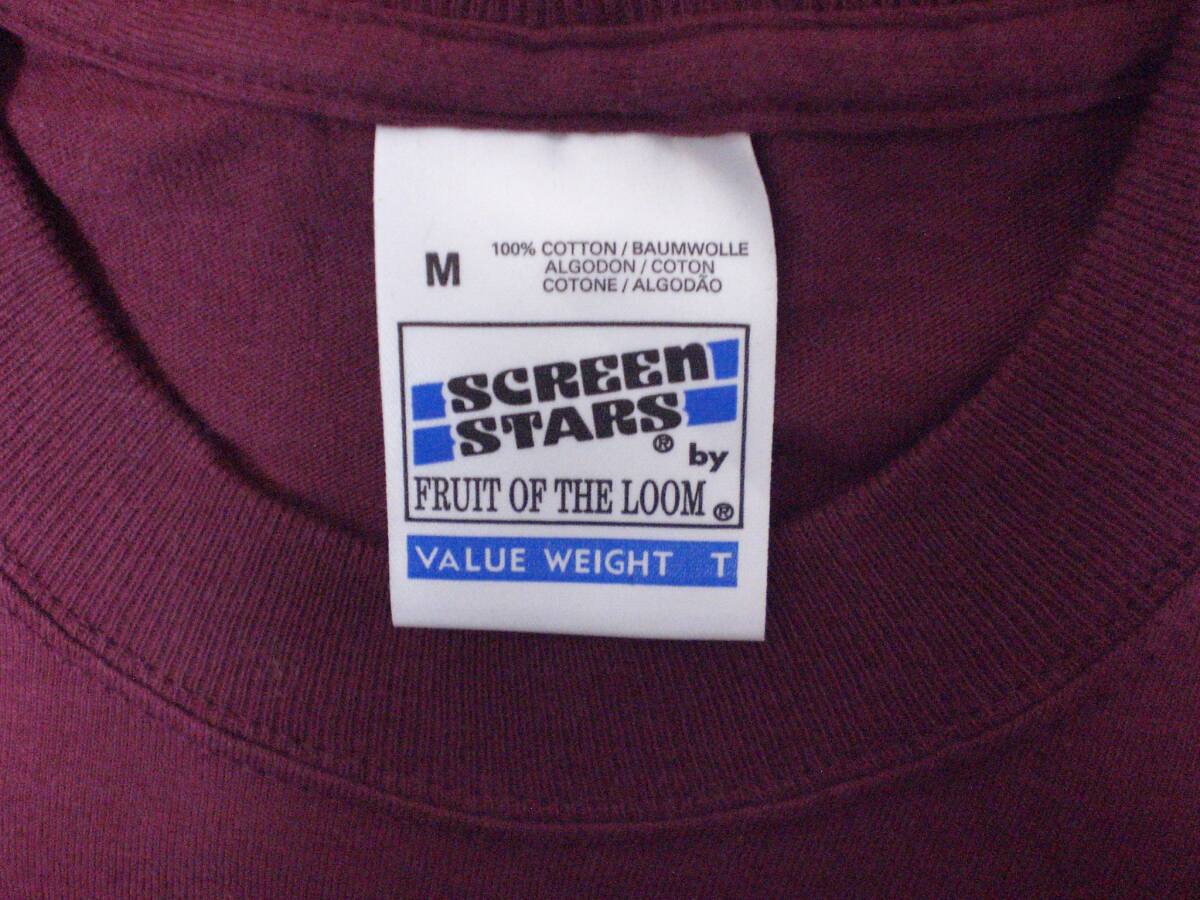 M
100% COTTON / BAUMWOLLE
ALGODON / COTON
COTONE / ALGODÃO
SCREEn
STARS®
by
FRUIT OF THE LOOM®
VALUE WEIGHT T